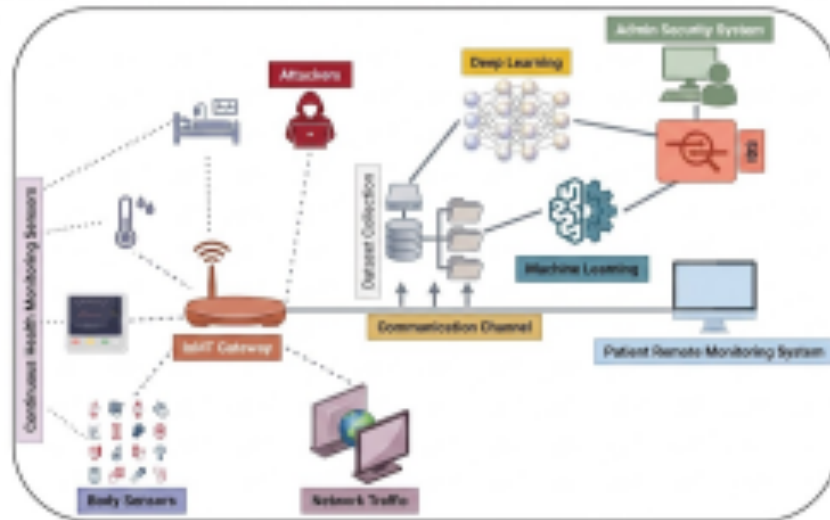 Admin Security System
Attackers
Deep Learning
IDS
Continuous Health Monitoring Sensors
Dataset Collection
Machine Learning
Communication Channel
IoMT Gateway
Patient Remote Monitoring System
Body Sensors
Network Traffic